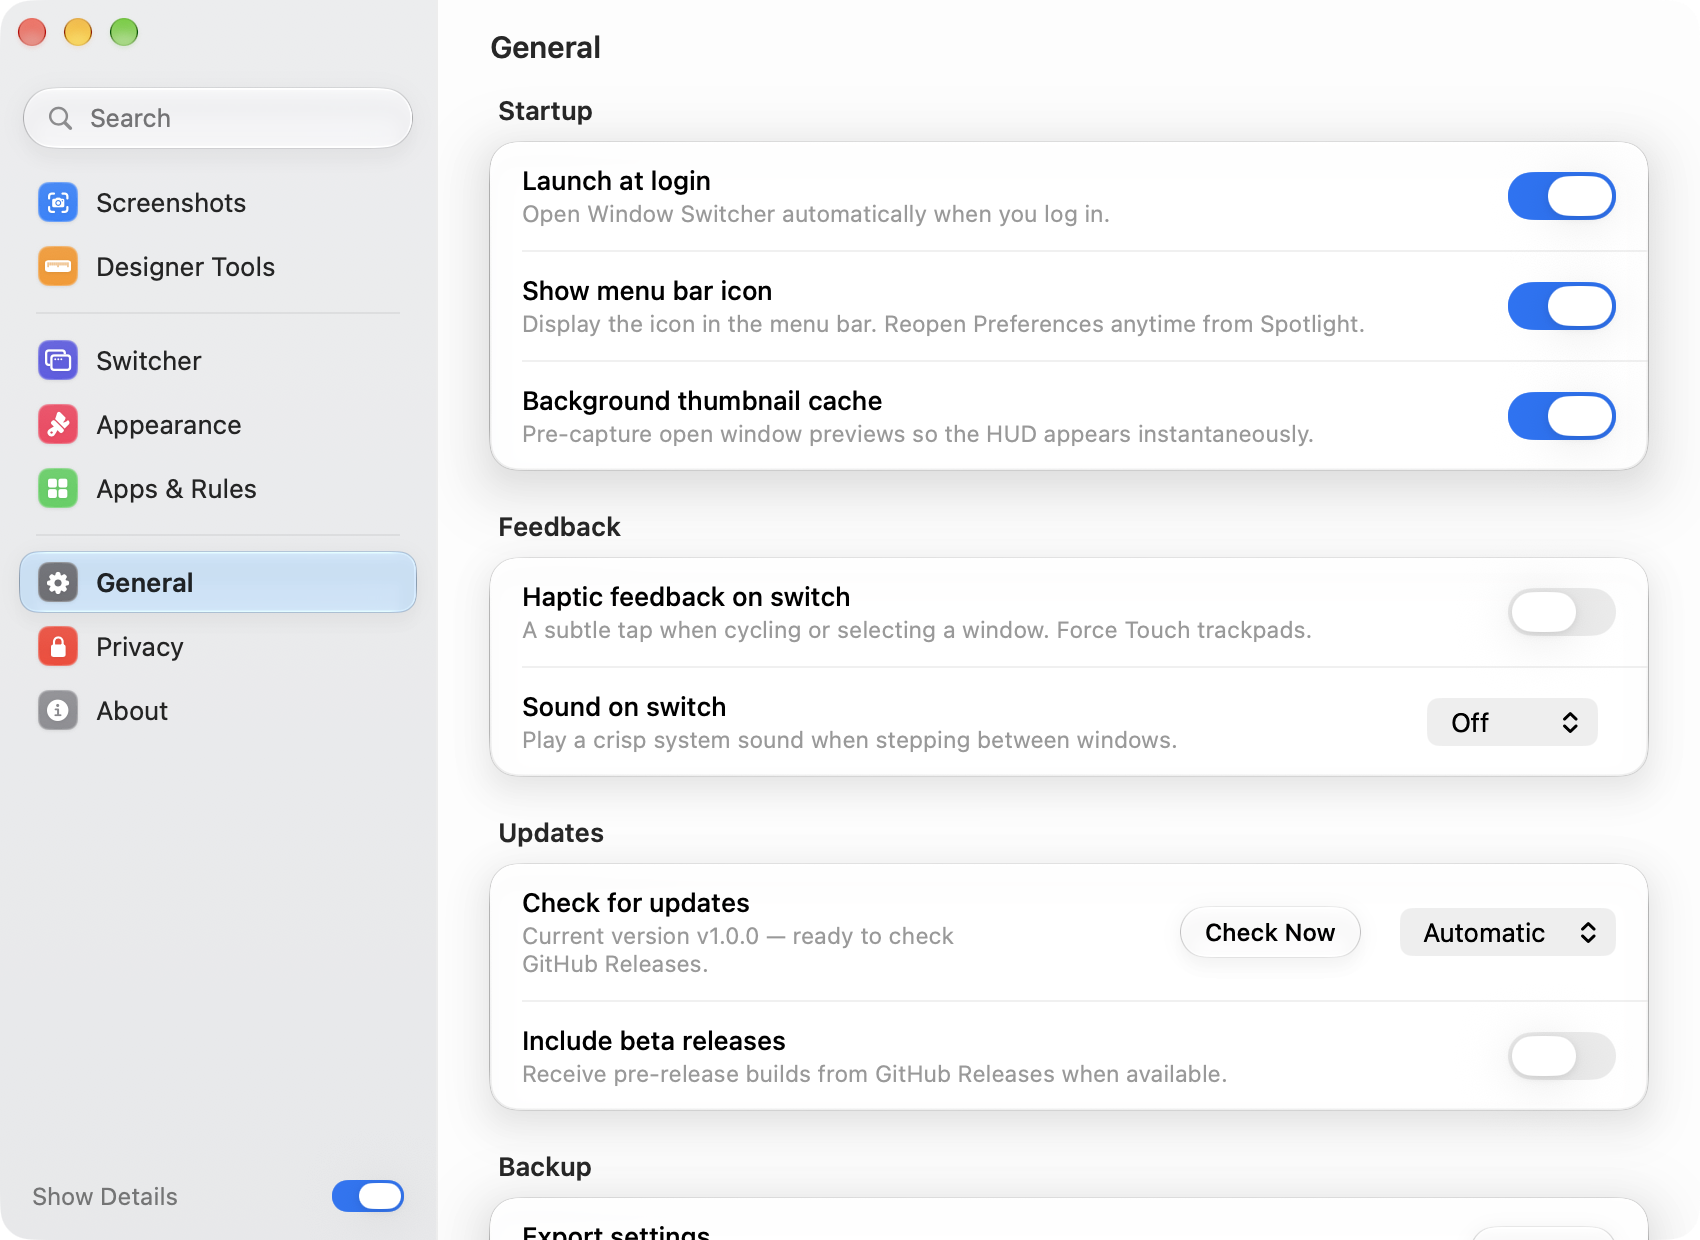 Search
Screenshots
Designer Tools
Switcher
Appearance
Apps & Rules
General
Privacy
About
Show Details
General
Startup
Launch at login
Open Window Switcher automatically when you log in.
Show menu bar icon
Display the icon in the menu bar. Reopen Preferences anytime from Spotlight.
Background thumbnail cache
Pre-capture open window previews so the HUD appears instantaneously.
Feedback
Haptic feedback on switch
A subtle tap when cycling or selecting a window. Force Touch trackpads.
Sound on switch
Play a crisp system sound when stepping between windows.
Off
Updates
Check for updates
Current version v1.0.0 — ready to check
GitHub Releases.
Check Now
Automatic
Include beta releases
Receive pre-release builds from GitHub Releases when available.
Backup
Export settings